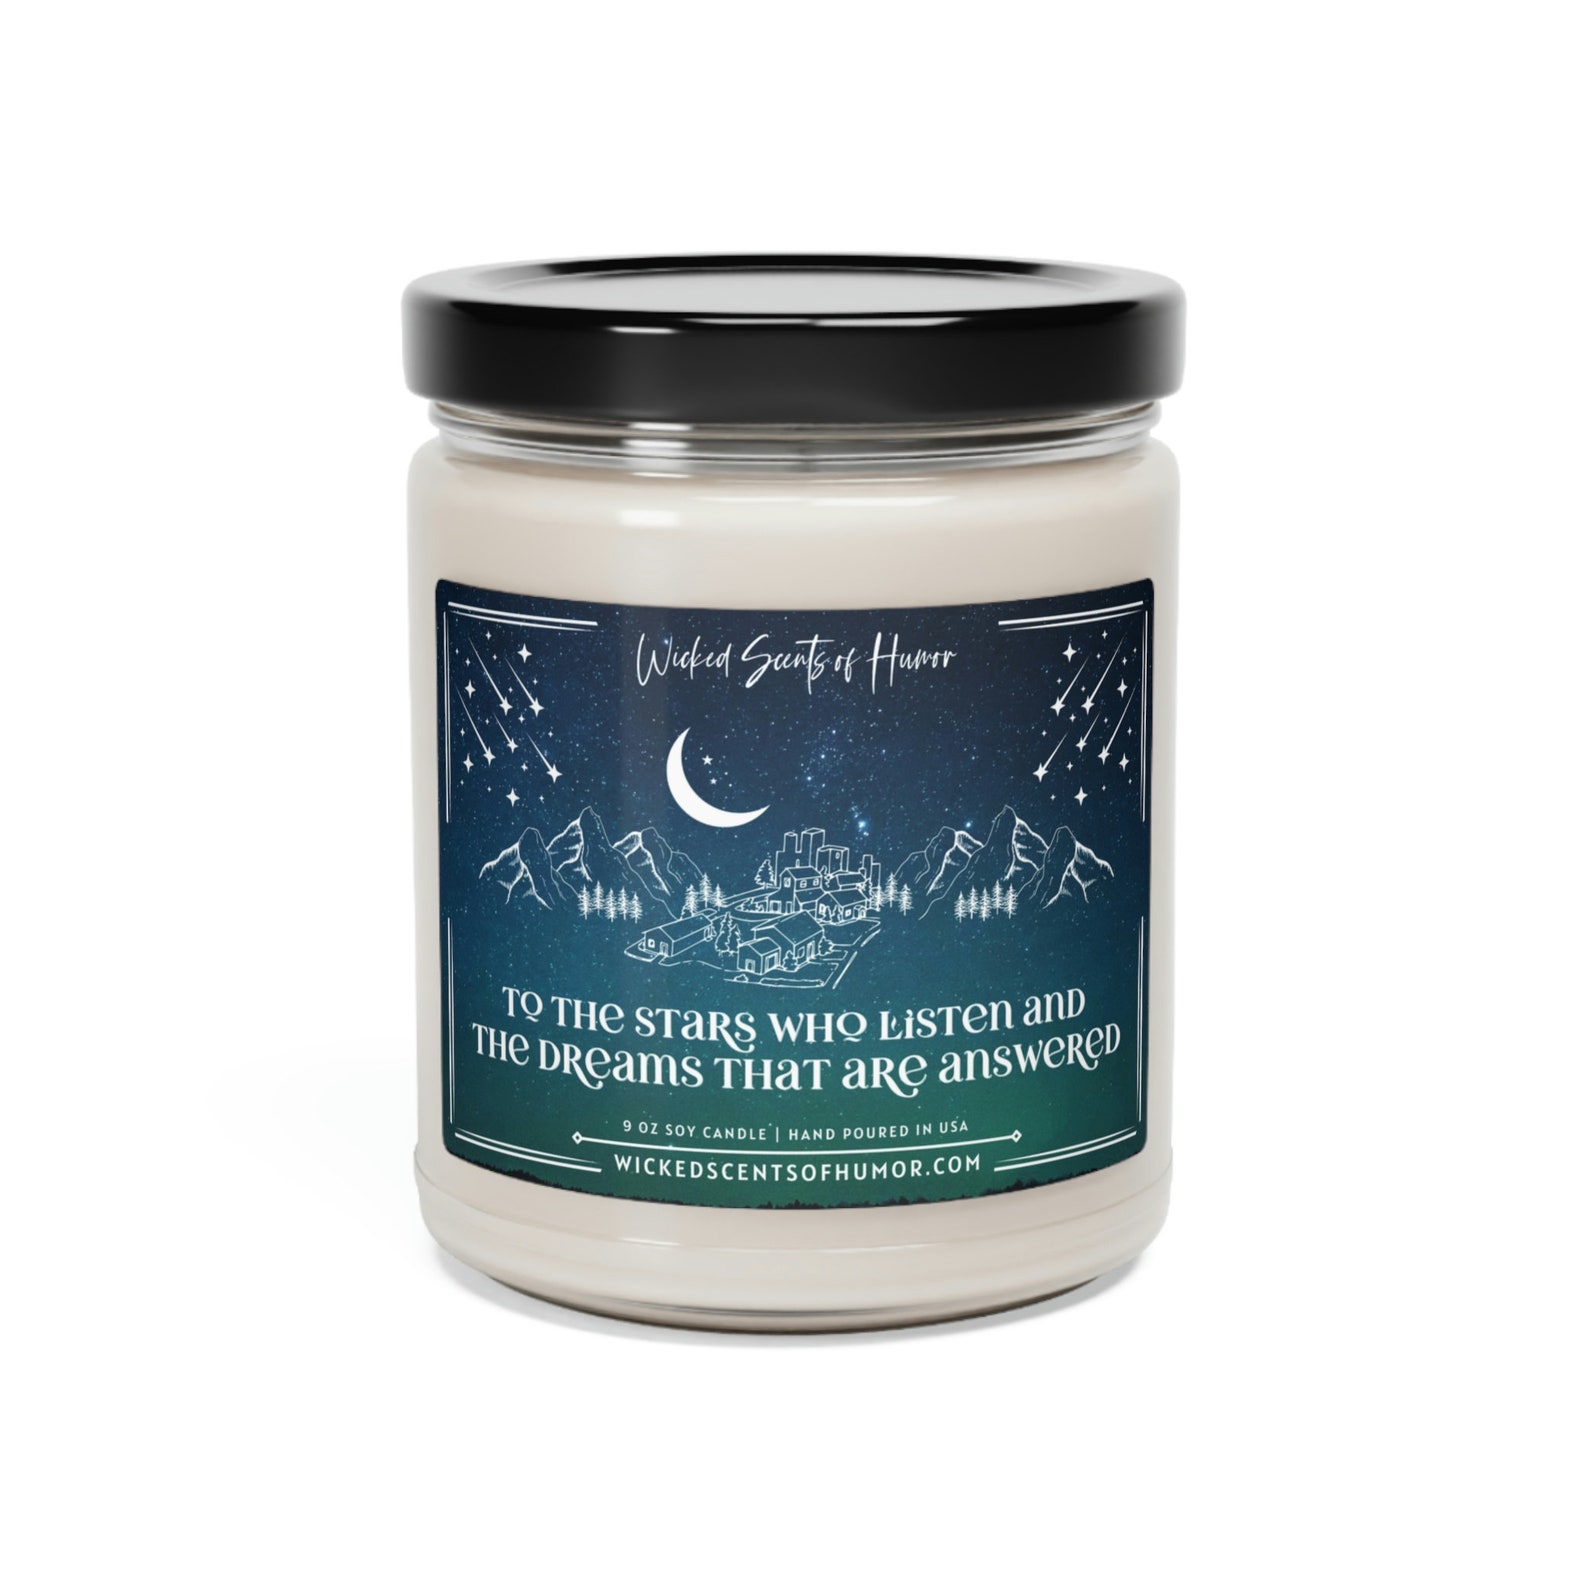 Wicked Scents of Humor
TO THE STARS WHO LISTEN AND
THE DREAMS THAT ARE ANSWERED
9 OZ SOY CANDLE | HAND POURED IN USA
WICKEDSCENTSOFHUMOR.COM